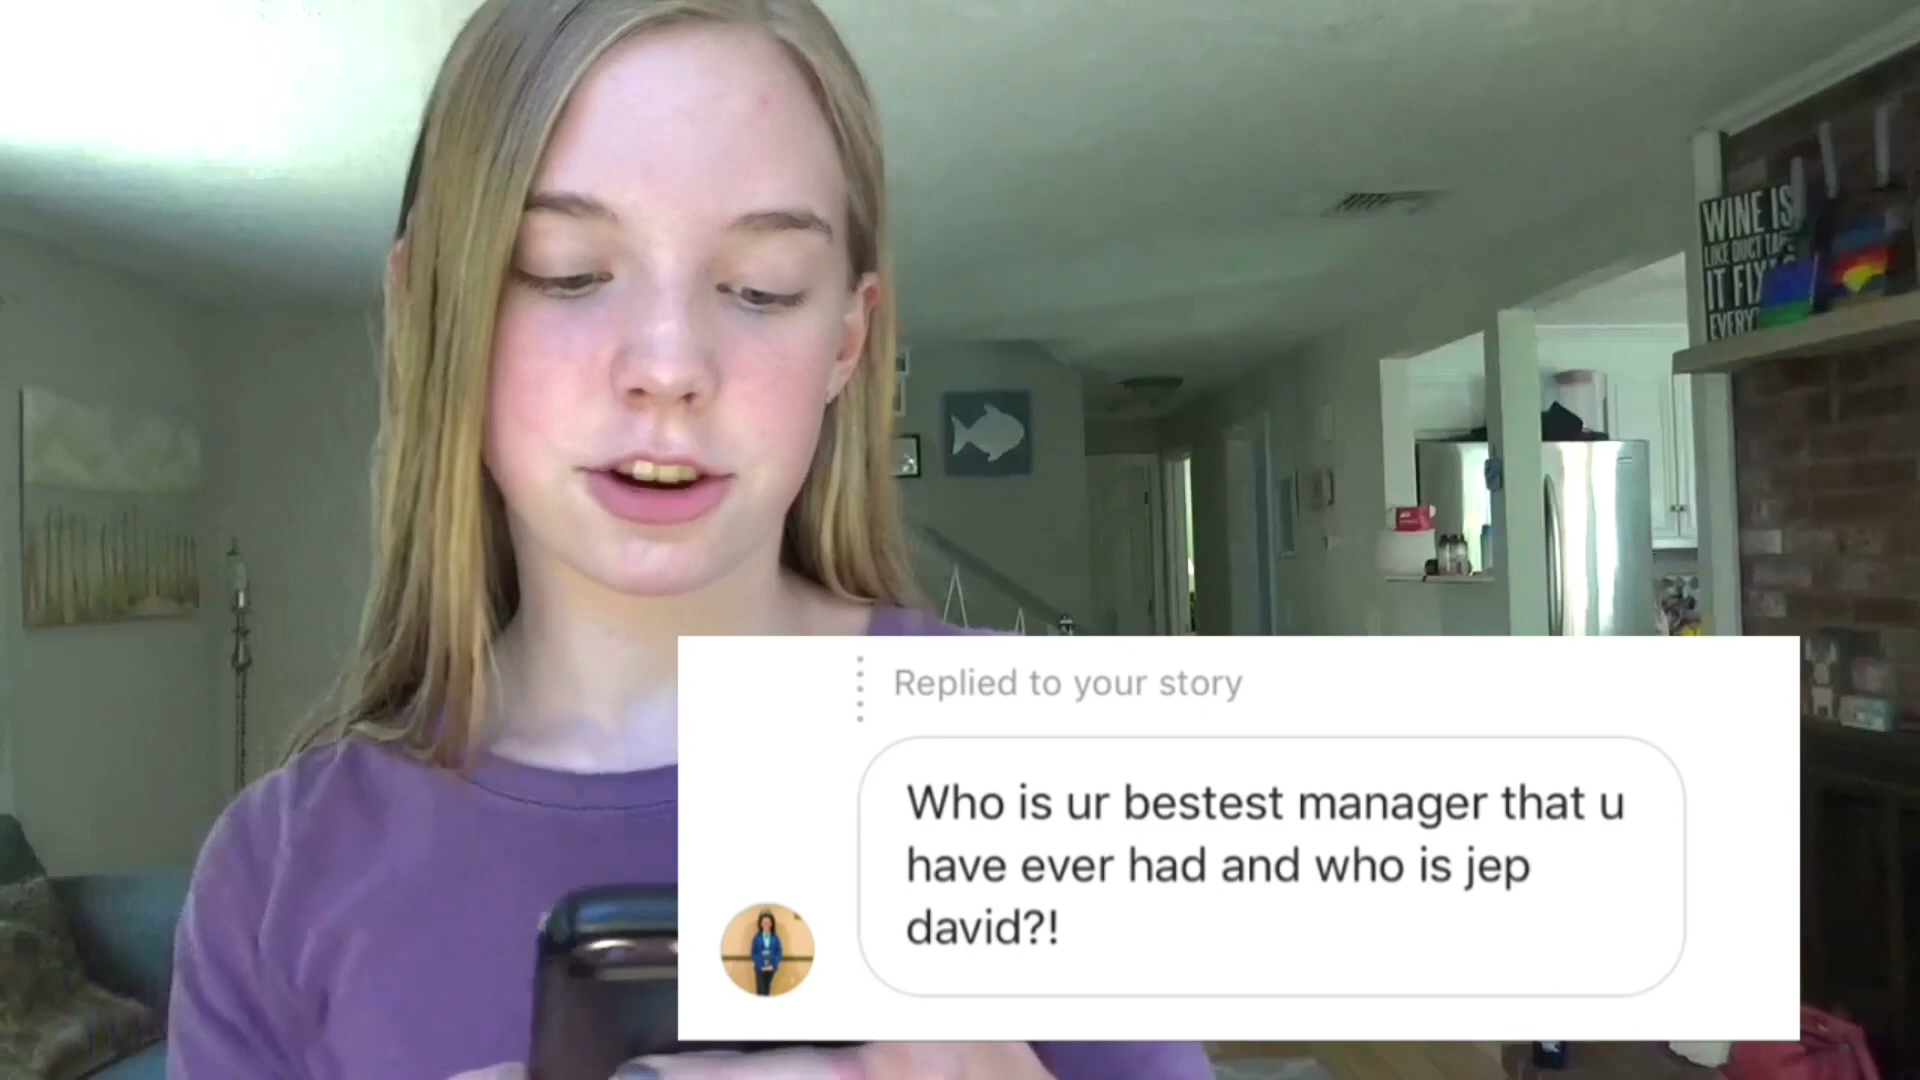 WINE IS
LIKE DUCT TAPE
IT FIX
EVERY
Replied to your story
Who is ur bestest manager that u
have ever had and who is jep
david?!